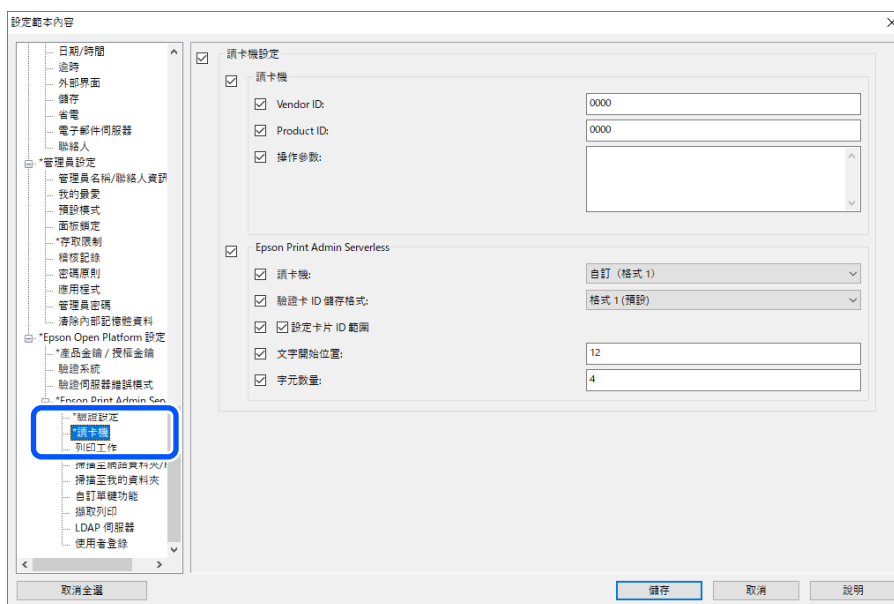 設定範本內容
日期/時間
逾時
外部界面
儲存
省電
電子郵件伺服器
聯絡人
*管理員設定
管理員名稱/聯絡人資訊
我的最愛
預設模式
面板鎖定
*存取限制
稽核記錄
密碼原則
應用程式
管理員密碼
清除內部記憶體資料
*Epson Open Platform 設定
*產品金鑰 / 授權金鑰
驗證系統
驗證伺服器錯誤模式
*Epson Print Admin Ser
*驗證設定
*讀卡機
列印工作
掃描至網路資料夾/
掃描至我的資料夾
自訂單鍵功能
擷取列印
LDAP 伺服器
使用者登錄
取消全選
讀卡機設定
讀卡機
Vendor ID: 0000
Product ID: 0000
操作參數:
Epson Print Admin Serverless
讀卡機: 自訂（格式 1）
驗證卡 ID 儲存格式: 格式 1 (預設)
設定卡片 ID 範圍
文字開始位置: 12
字元數量: 4
儲存 取消 說明